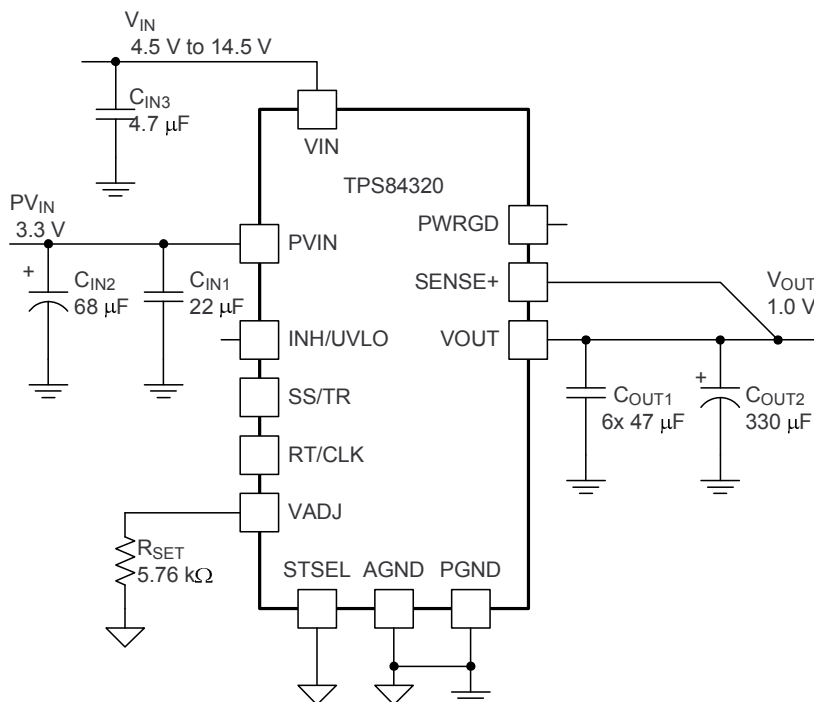 VIN
4.5 V to 14.5 V
CIN3
4.7 μF
VIN
TPS84320
PVIN
3.3 V
PVIN
PWRGD
+
CIN2
68 μF
CIN1
22 μF
SENSE+
VOUT
1.0 V
INH/UVLO
VOUT
SS/TR
COUT1
6x 47 μF
+
COUT2
330 μF
RT/CLK
VADJ
RSET
5.76 kΩ
STSEL
AGND
PGND